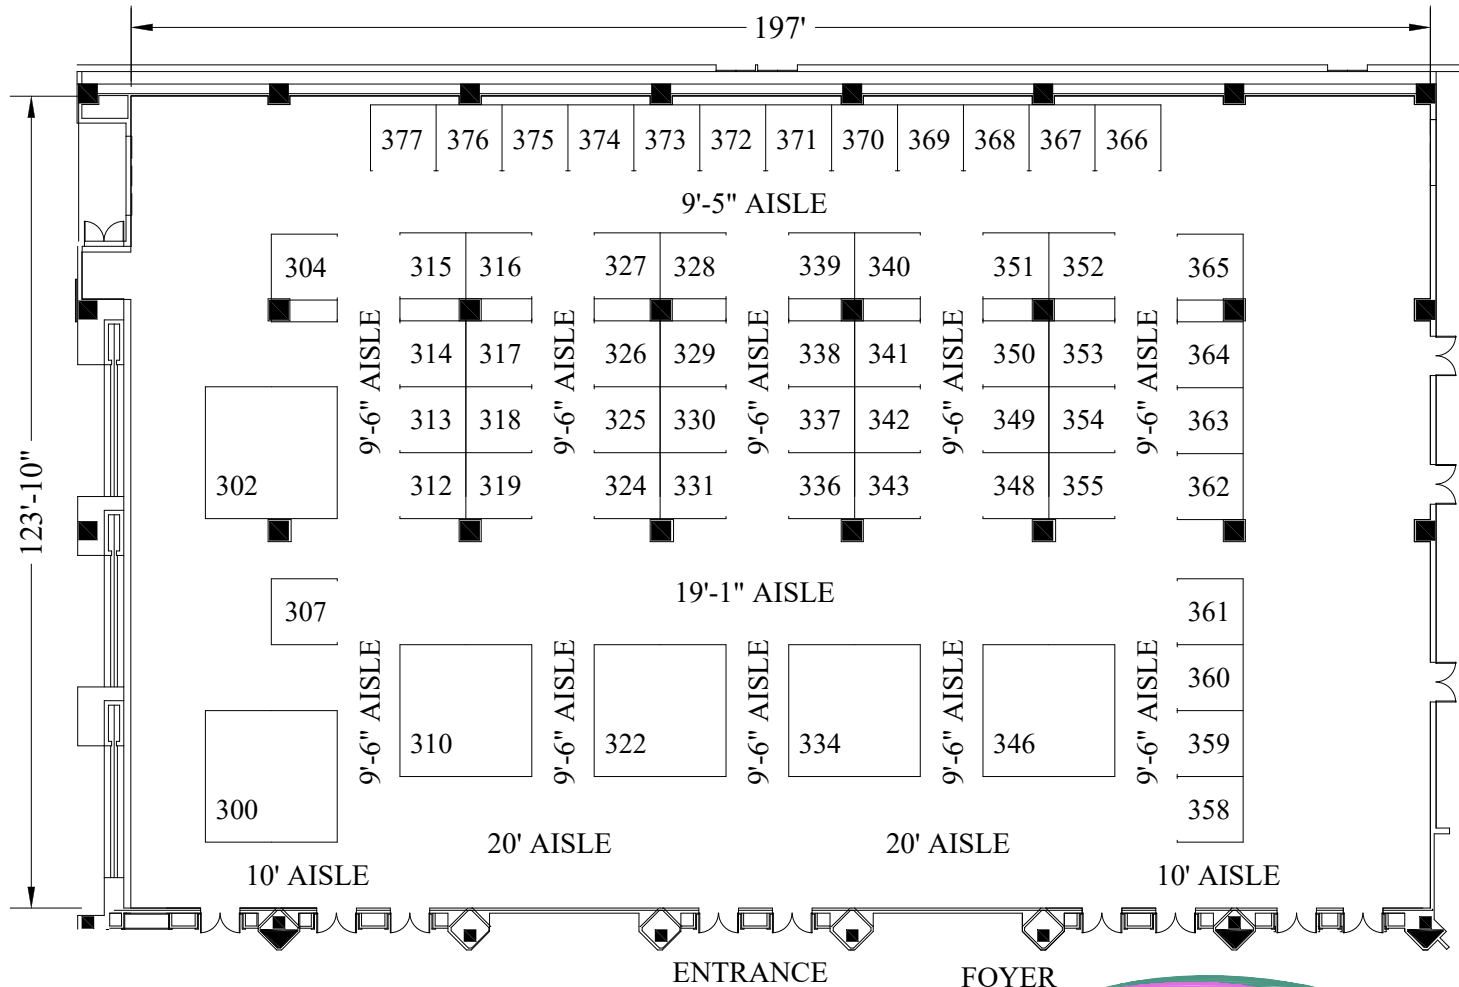 197'
377 376 375 374 373 372 371 370 369 368 367 366
9'-5" AISLE
304 315 316 327 328 339 340 351 352 365
9'-6" AISLE 9'-6" AISLE 9'-6" AISLE 9'-6" AISLE 9'-6" AISLE
314 317 326 329 338 341 350 353 364
313 318 325 330 337 342 349 354 363
302 312 319 324 331 336 343 348 355 362
123'-10"
19'-1" AISLE
307 361
9'-6" AISLE 9'-6" AISLE 9'-6" AISLE 9'-6" AISLE 9'-6" AISLE
360
310 322 334 346 359
300 358
20' AISLE 20' AISLE
10' AISLE 10' AISLE
ENTRANCE FOYER